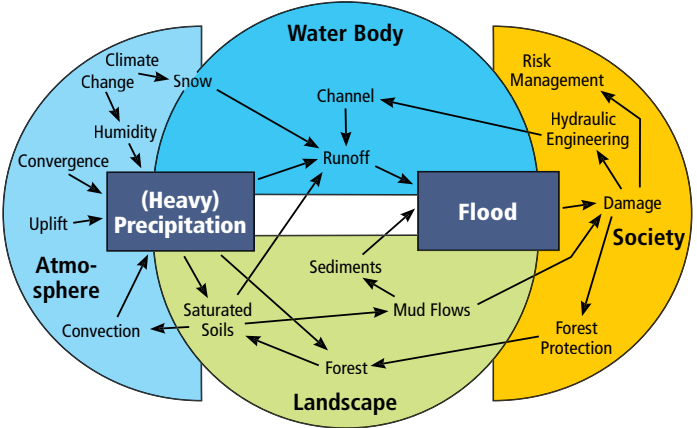 Water Body
Climate
Change
Snow
Risk
Management
Channel
Humidity
Hydraulic
Engineering
Convergence
Runoff
(Heavy)
Precipitation
Flood
Damage
Uplift
Society
Atmo-
sphere
Sediments
Saturated
Soils
Mud Flows
Convection
Forest
Protection
Forest
Landscape